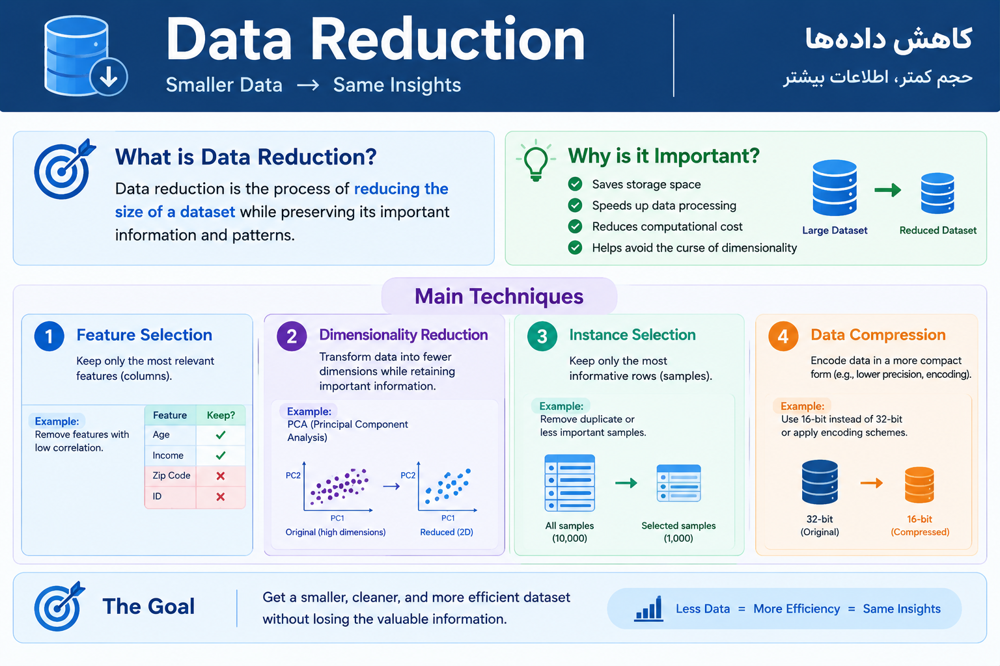 Data Reduction
Smaller Data → Same Insights
کاهش داده‌ها
حجم کمتر، اطلاعات بیشتر
What is Data Reduction?
Data reduction is the process of reducing the
size of a dataset while preserving its important
information and patterns.
Why is it Important?
Saves storage space
Speeds up data processing
Reduces computational cost
Helps avoid the curse of dimensionality
Large Dataset
Reduced Dataset
Main Techniques
1 Feature Selection
Keep only the most relevant
features (columns).
Example:
Remove features with
low correlation.
Feature Keep?
Age ✓
Income ✓
Zip Code ✗
ID ✗
2 Dimensionality Reduction
Transform data into fewer
dimensions while retaining
important information.
Example:
PCA (Principal Component
Analysis)
PC2
PC1
Original (high dimensions)
PC2
PC1
Reduced (2D)
3 Instance Selection
Keep only the most
informative rows (samples).
Example:
Remove duplicate or
less important samples.
All samples
(10,000)
Selected samples
(1,000)
4 Data Compression
Encode data in a more compact
form (e.g., lower precision, encoding).
Example:
Use 16-bit instead of 32-bit
or apply encoding schemes.
32-bit
(Original)
16-bit
(Compressed)
The Goal
Get a smaller, cleaner, and more efficient dataset
without losing the valuable information.
Less Data = More Efficiency = Same Insights